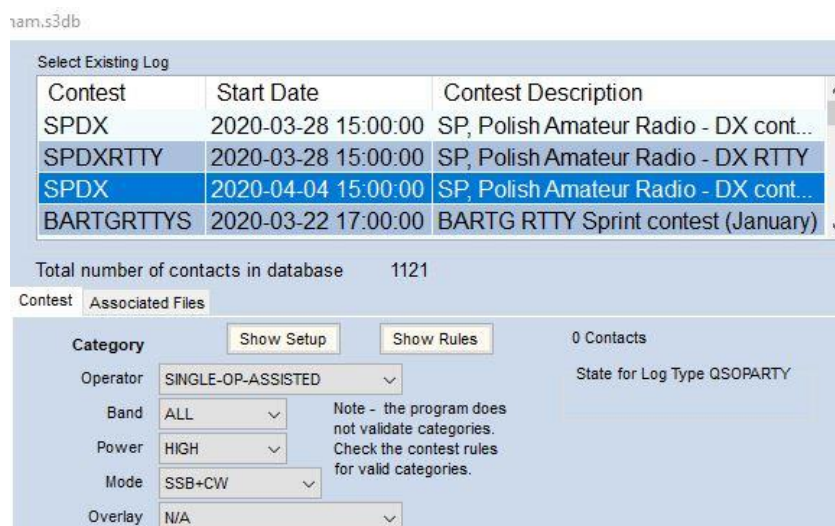 ham.s3db
Select Existing Log
Contest Start Date Contest Description
SPDX 2020-03-28 15:00:00 SP, Polish Amateur Radio - DX cont...
SPDXRTTY 2020-03-28 15:00:00 SP, Polish Amateur Radio - DX RTTY
SPDX 2020-04-04 15:00:00 SP, Polish Amateur Radio - DX cont...
BARTGRTTYS 2020-03-22 17:00:00 BARTG RTTY Sprint contest (January)
Total number of contacts in database 1121
Contest Associated Files
Category Show Setup Show Rules 0 Contacts
Operator SINGLE-OP-ASSISTED State for Log Type QSOPARTY
Band ALL Note - the program does
not validate categories.
Power HIGH Check the contest rules
for valid categories.
Mode SSB+CW
Overlay N/A